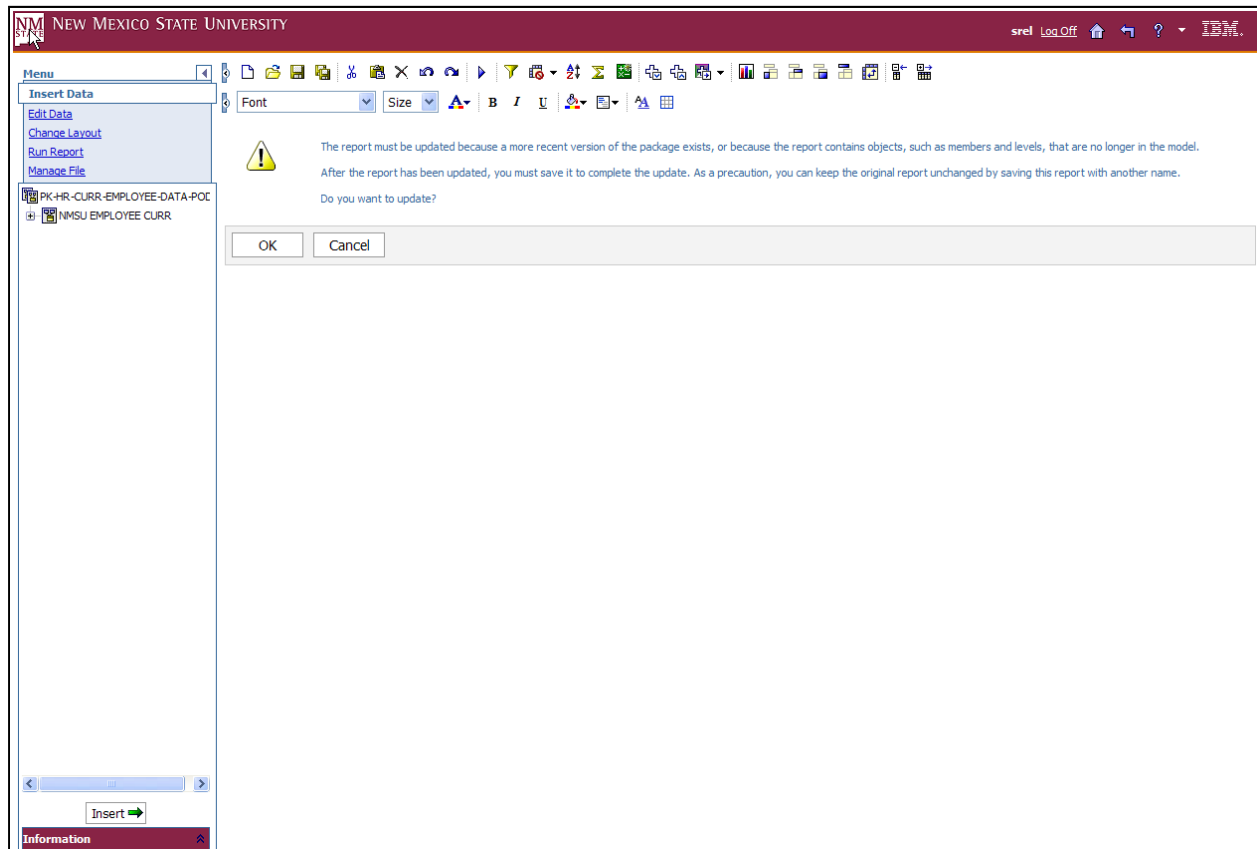 NM
STATE
NEW MEXICO STATE UNIVERSITY
srel Log Off ? IBM.
Menu
Insert Data
Edit Data
Change Layout
Run Report
Manage File
PK-HR-CURR-EMPLOYEE-DATA-POD
NMSU EMPLOYEE CURR
Font Size A B I U
The report must be updated because a more recent version of the package exists, or because the report contains objects, such as members and levels, that are no longer in the model.
After the report has been updated, you must save it to complete the update. As a precaution, you can keep the original report unchanged by saving this report with another name.
Do you want to update?
OK Cancel
Insert
Information